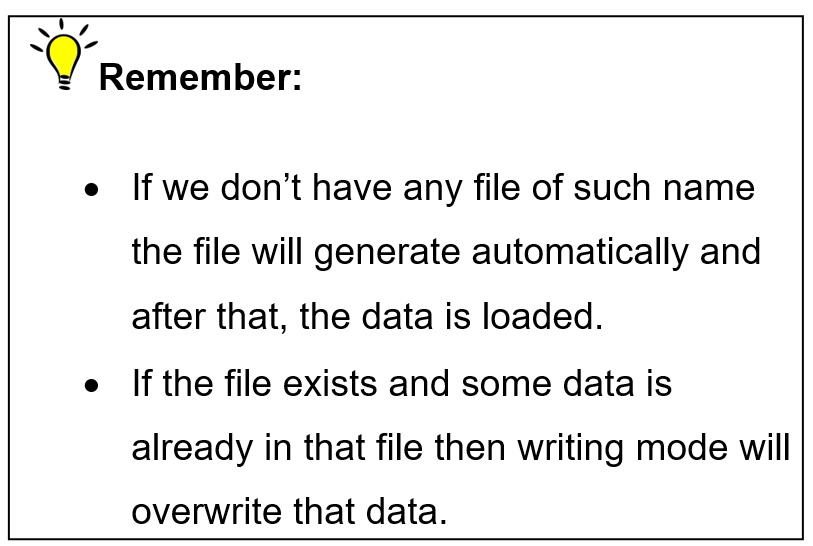 Remember:
• If we don’t have any file of such name
the file will generate automatically and
after that, the data is loaded.
• If the file exists and some data is
already in that file then writing mode will
overwrite that data.